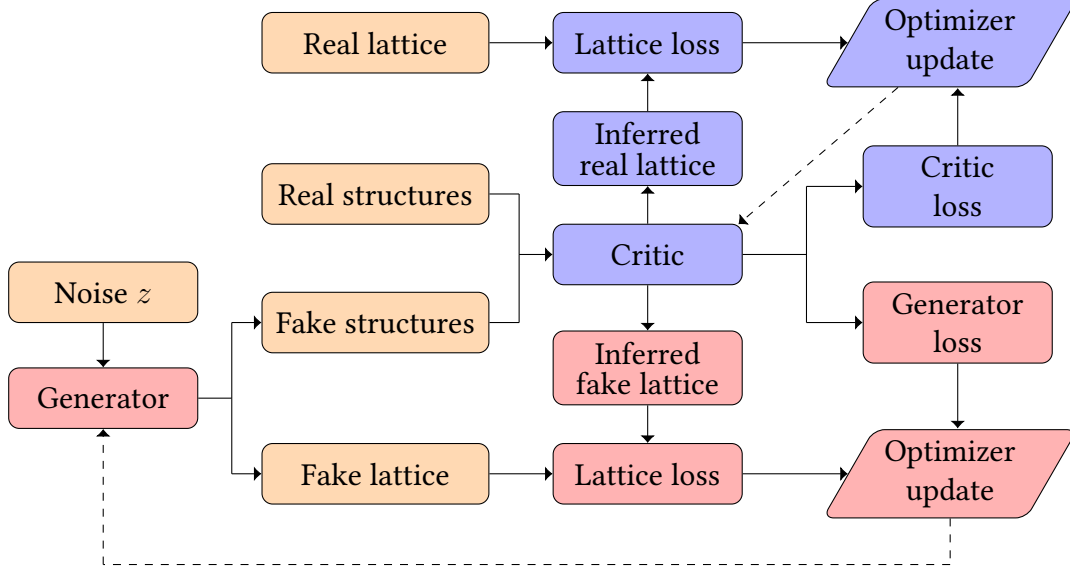 Real lattice
Lattice loss
Optimizer
update
Inferred
real lattice
Critic
loss
Real structures
Critic
Noise z
Fake structures
Generator
loss
Generator
Inferred
fake lattice
Fake lattice
Lattice loss
Optimizer
update